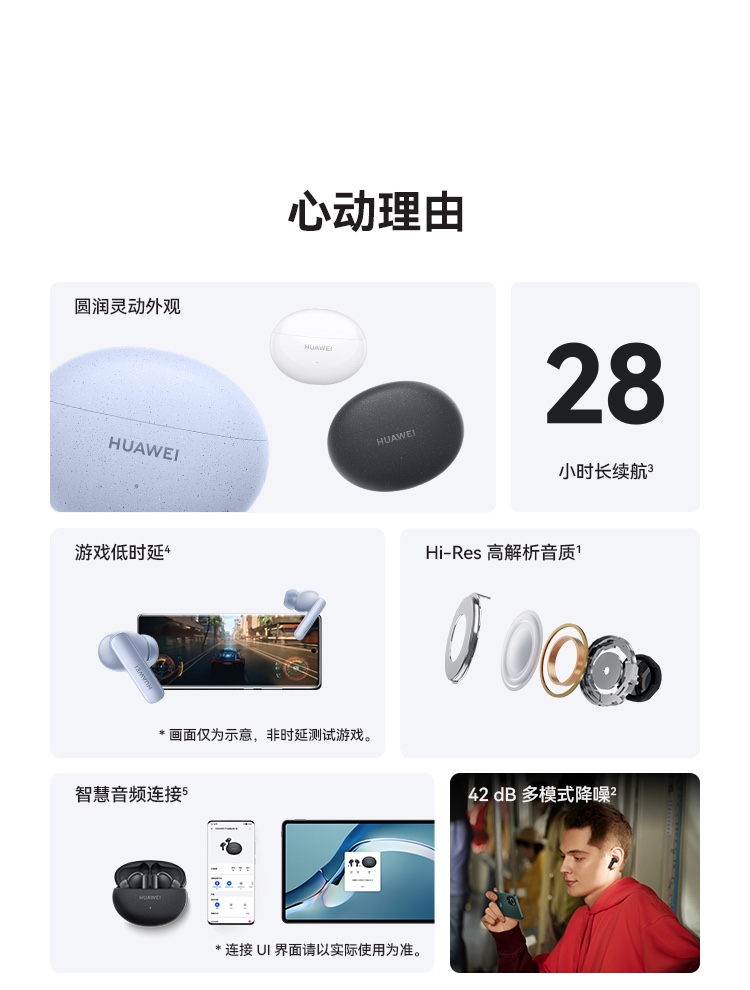 心动理由
圆润灵动外观
HUAWEI
HUAWEI
HUAWEI
28
小时长续航³
游戏低时延⁴
HUAWEI
* 画面仅为示意，非时延测试游戏。
Hi-Res 高解析音质¹
智慧音频连接⁵
HUAWEI
* 连接 UI 界面请以实际使用为准。
42 dB 多模式降噪²